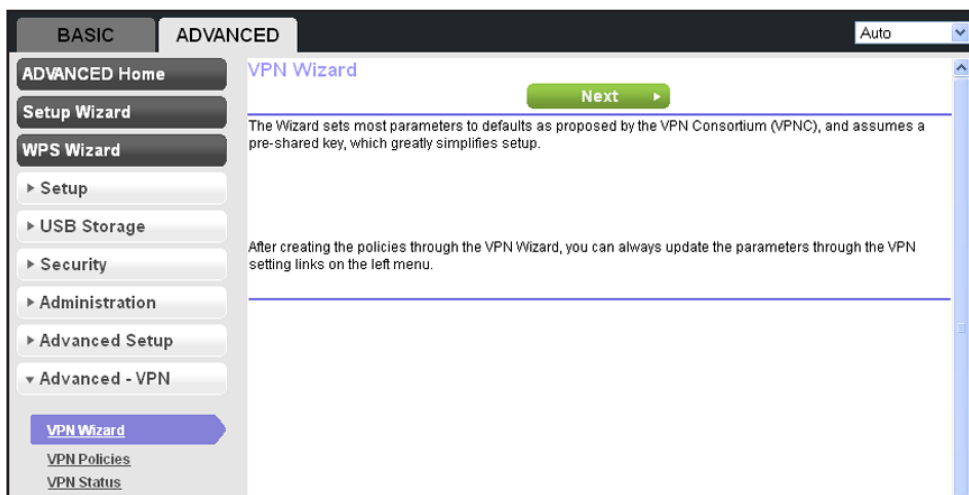 BASIC
ADVANCED
Auto
ADVANCED Home
Setup Wizard
WPS Wizard
Setup
USB Storage
Security
Administration
Advanced Setup
Advanced - VPN
VPN Wizard
VPN Policies
VPN Status
VPN Wizard
Next
The Wizard sets most parameters to defaults as proposed by the VPN Consortium (VPNC), and assumes a
pre-shared key, which greatly simplifies setup.
After creating the policies through the VPN Wizard, you can always update the parameters through the VPN
setting links on the left menu.